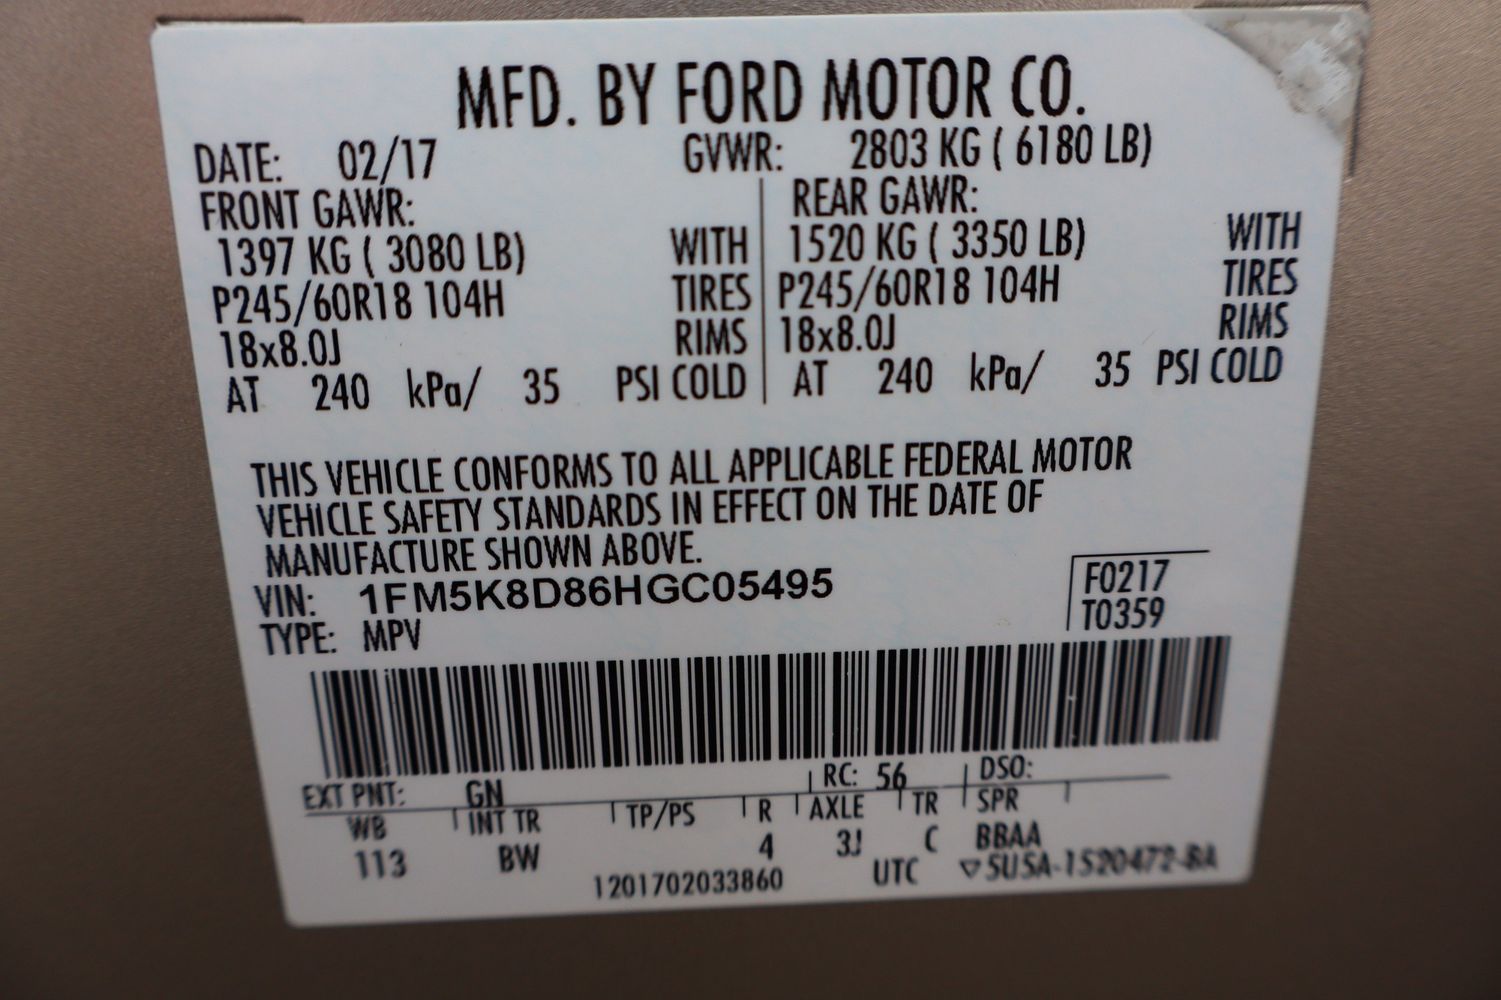 MFD. BY FORD MOTOR CO.
DATE: 02/17 GVWR: 2803 KG ( 6180 LB)
FRONT GAWR: REAR GAWR:
1397 KG ( 3080 LB) WITH 1520 KG ( 3350 LB) WITH
P245/60R18 104H TIRES P245/60R18 104H TIRES
18x8.0J RIMS 18x8.0J RIMS
AT 240 kPa/ 35 PSI COLD AT 240 kPa/ 35 PSI COLD
THIS VEHICLE CONFORMS TO ALL APPLICABLE FEDERAL MOTOR
VEHICLE SAFETY STANDARDS IN EFFECT ON THE DATE OF
MANUFACTURE SHOWN ABOVE.
VIN: 1FM5K8D86HGC05495 F0217
TYPE: MPV T0359
EXT PNT: GN RC: 56 DSO:
WB INT TR TP/PS R AXLE TR SPR
113 BW 4 3J C BBAA
1201702033860 UTC ▽5U5A-1520472-BA